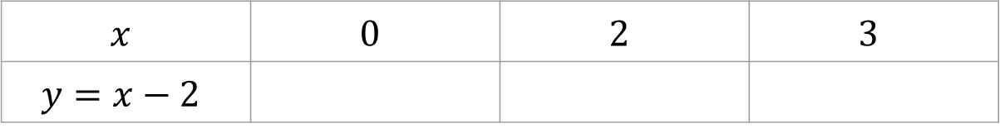 x 0 2 3
y = x − 2